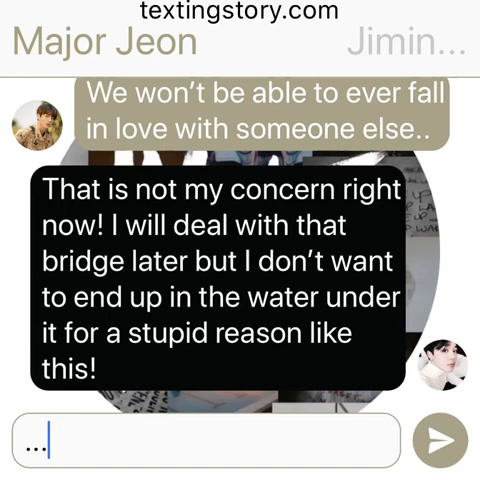 textingstory.com
Major Jeon
Jimin...
We won’t be able to ever fall
in love with someone else..
That is not my concern right
now! I will deal with that
bridge later but I don’t want
to end up in the water under
it for a stupid reason like
this!
...